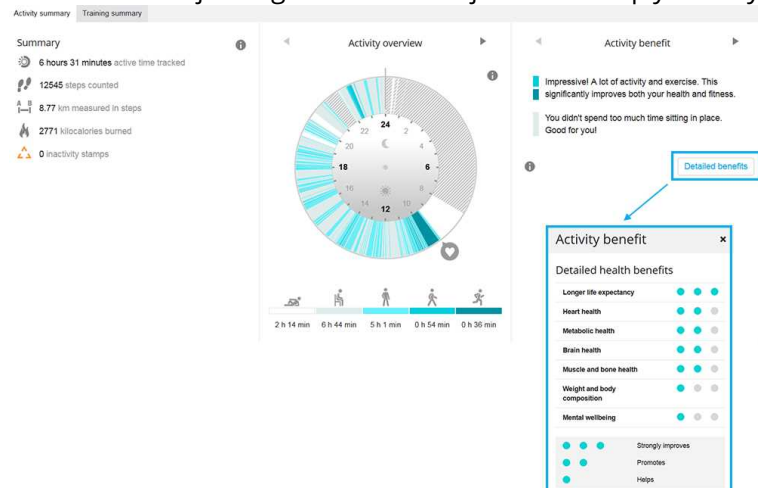 Activity summary
Training summary
Summary
6 hours 31 minutes active time tracked
12545 steps counted
A B
8.77 km measured in steps
2771 kilocalories burned
0 inactivity stamps
Activity overview
24
22
2
20
4
18
6
16
8
14
10
12
2 h 14 min
6 h 44 min
5 h 1 min
0 h 54 min
0 h 36 min
Activity benefit
Impressive! A lot of activity and exercise. This
significantly improves both your health and fitness.
You didn't spend too much time sitting in place.
Good for you!
Detailed benefits
Activity benefit
×
Detailed health benefits
Longer life expectancy
Heart health
Metabolic health
Brain health
Muscle and bone health
Weight and body
composition
Mental wellbeing
Strongly improves
Promotes
Helps